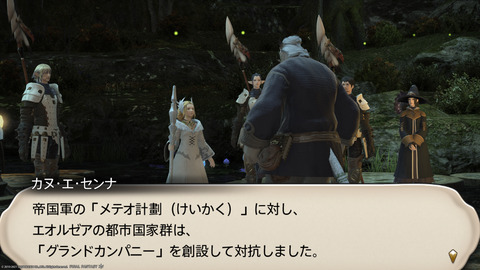 カヌ・エ・センナ
帝国軍の「メテオ計劃（けいかく）」に対し、
エオルゼアの都市国家群は、
「グランドカンパニー」を創設して対抗しました。